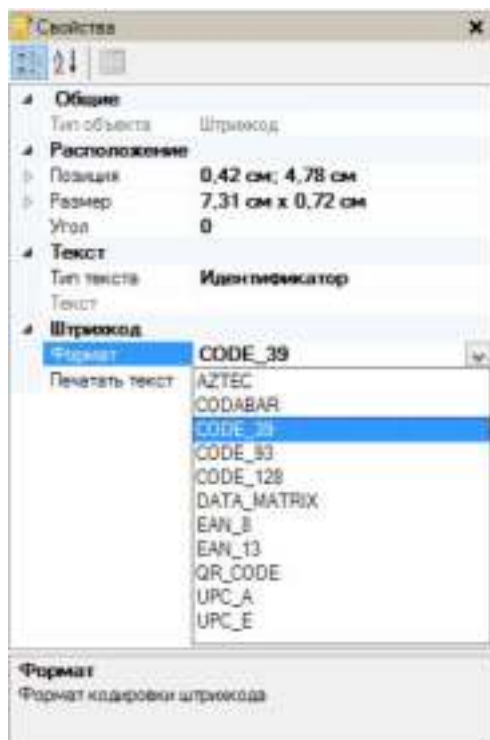 Свойства
Общие
Тип объекта Штрихкод
Расположение
Позиция 0,42 см; 4,78 см
Размер 7,31 см x 0,72 см
Угол 0
Текст
Тип текста Идентификатор
Текст
Штрихкод
Формат CODE_39
Печатать текст
AZTEC
CODABAR
CODE_39
CODE_93
CODE_128
DATA_MATRIX
EAN_8
EAN_13
QR_CODE
UPC_A
UPC_E
Формат
Формат кодировки штрихкода